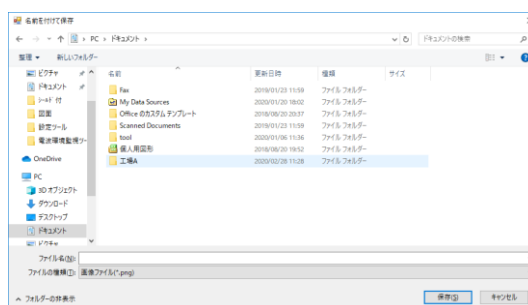 名前を付けて保存
PC > ドキュメント >
ドキュメントの検索
整理 新しいフォルダー
名前 更新日時 種類 サイズ
ピクチャ
ドキュメント
シールド 付
図面
設定ツール
電波環境監視ツー
OneDrive
PC
3D オブジェクト
ダウンロード
デスクトップ
ドキュメント
ピクチャ
Fax 2019/01/23 11:59 ファイル フォルダー
My Data Sources 2020/01/20 18:02 ファイル フォルダー
Office のカスタム テンプレート 2018/08/20 20:37 ファイル フォルダー
Scanned Documents 2019/01/23 11:59 ファイル フォルダー
tool 2020/01/06 11:36 ファイル フォルダー
個人用図形 2018/08/20 19:52 ファイル フォルダー
工場A 2020/02/28 11:28 ファイル フォルダー
ファイル名(N):
ファイルの種類(T): 画像ファイル(*.png)
フォルダーの非表示
保存(S) キャンセル